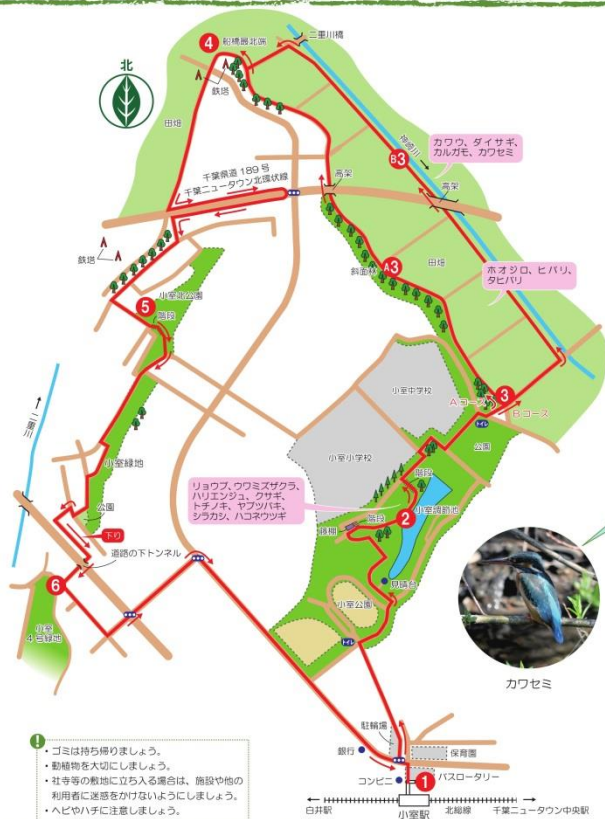 北
4
船橋最北端
二重川橋
鉄塔
田畑
神崎川
カワウ、ダイサギ、
カルガモ、カワセミ
B3
高架
千葉県道 189 号
千葉ニュータウン北環状線
高架
鉄塔
斜面林
A3
田畑
ホオジロ、ヒバリ、
タヒバリ
5
小室北公園
階段
小室中学校
3
Aコース
Bコース
トイレ
公園
二重川
小室緑地
小室小学校
階段
リョウブ、ウワミズザクラ、
ハリエンジュ、クサギ、
トチノキ、ヤブツバキ、
シラカシ、ハコネウツギ
小室調節池
2
階段
藤棚
公園
下り
道路の下トンネル
見晴台
6
小室公園
小室
4号緑地
トイレ
カワセミ
駐輪場
銀行
保育園
コンビニ
1
バスロータリー
白井駅
小室駅
北総線
千葉ニュータウン中央駅
!
・ゴミは持ち帰りましょう。
・動植物を大切にしましょう。
・社寺等の敷地に立ち入る場合は、施設や他の
利用者に迷惑をかけないようにしましょう。
・ヘビやハチに注意しましょう。